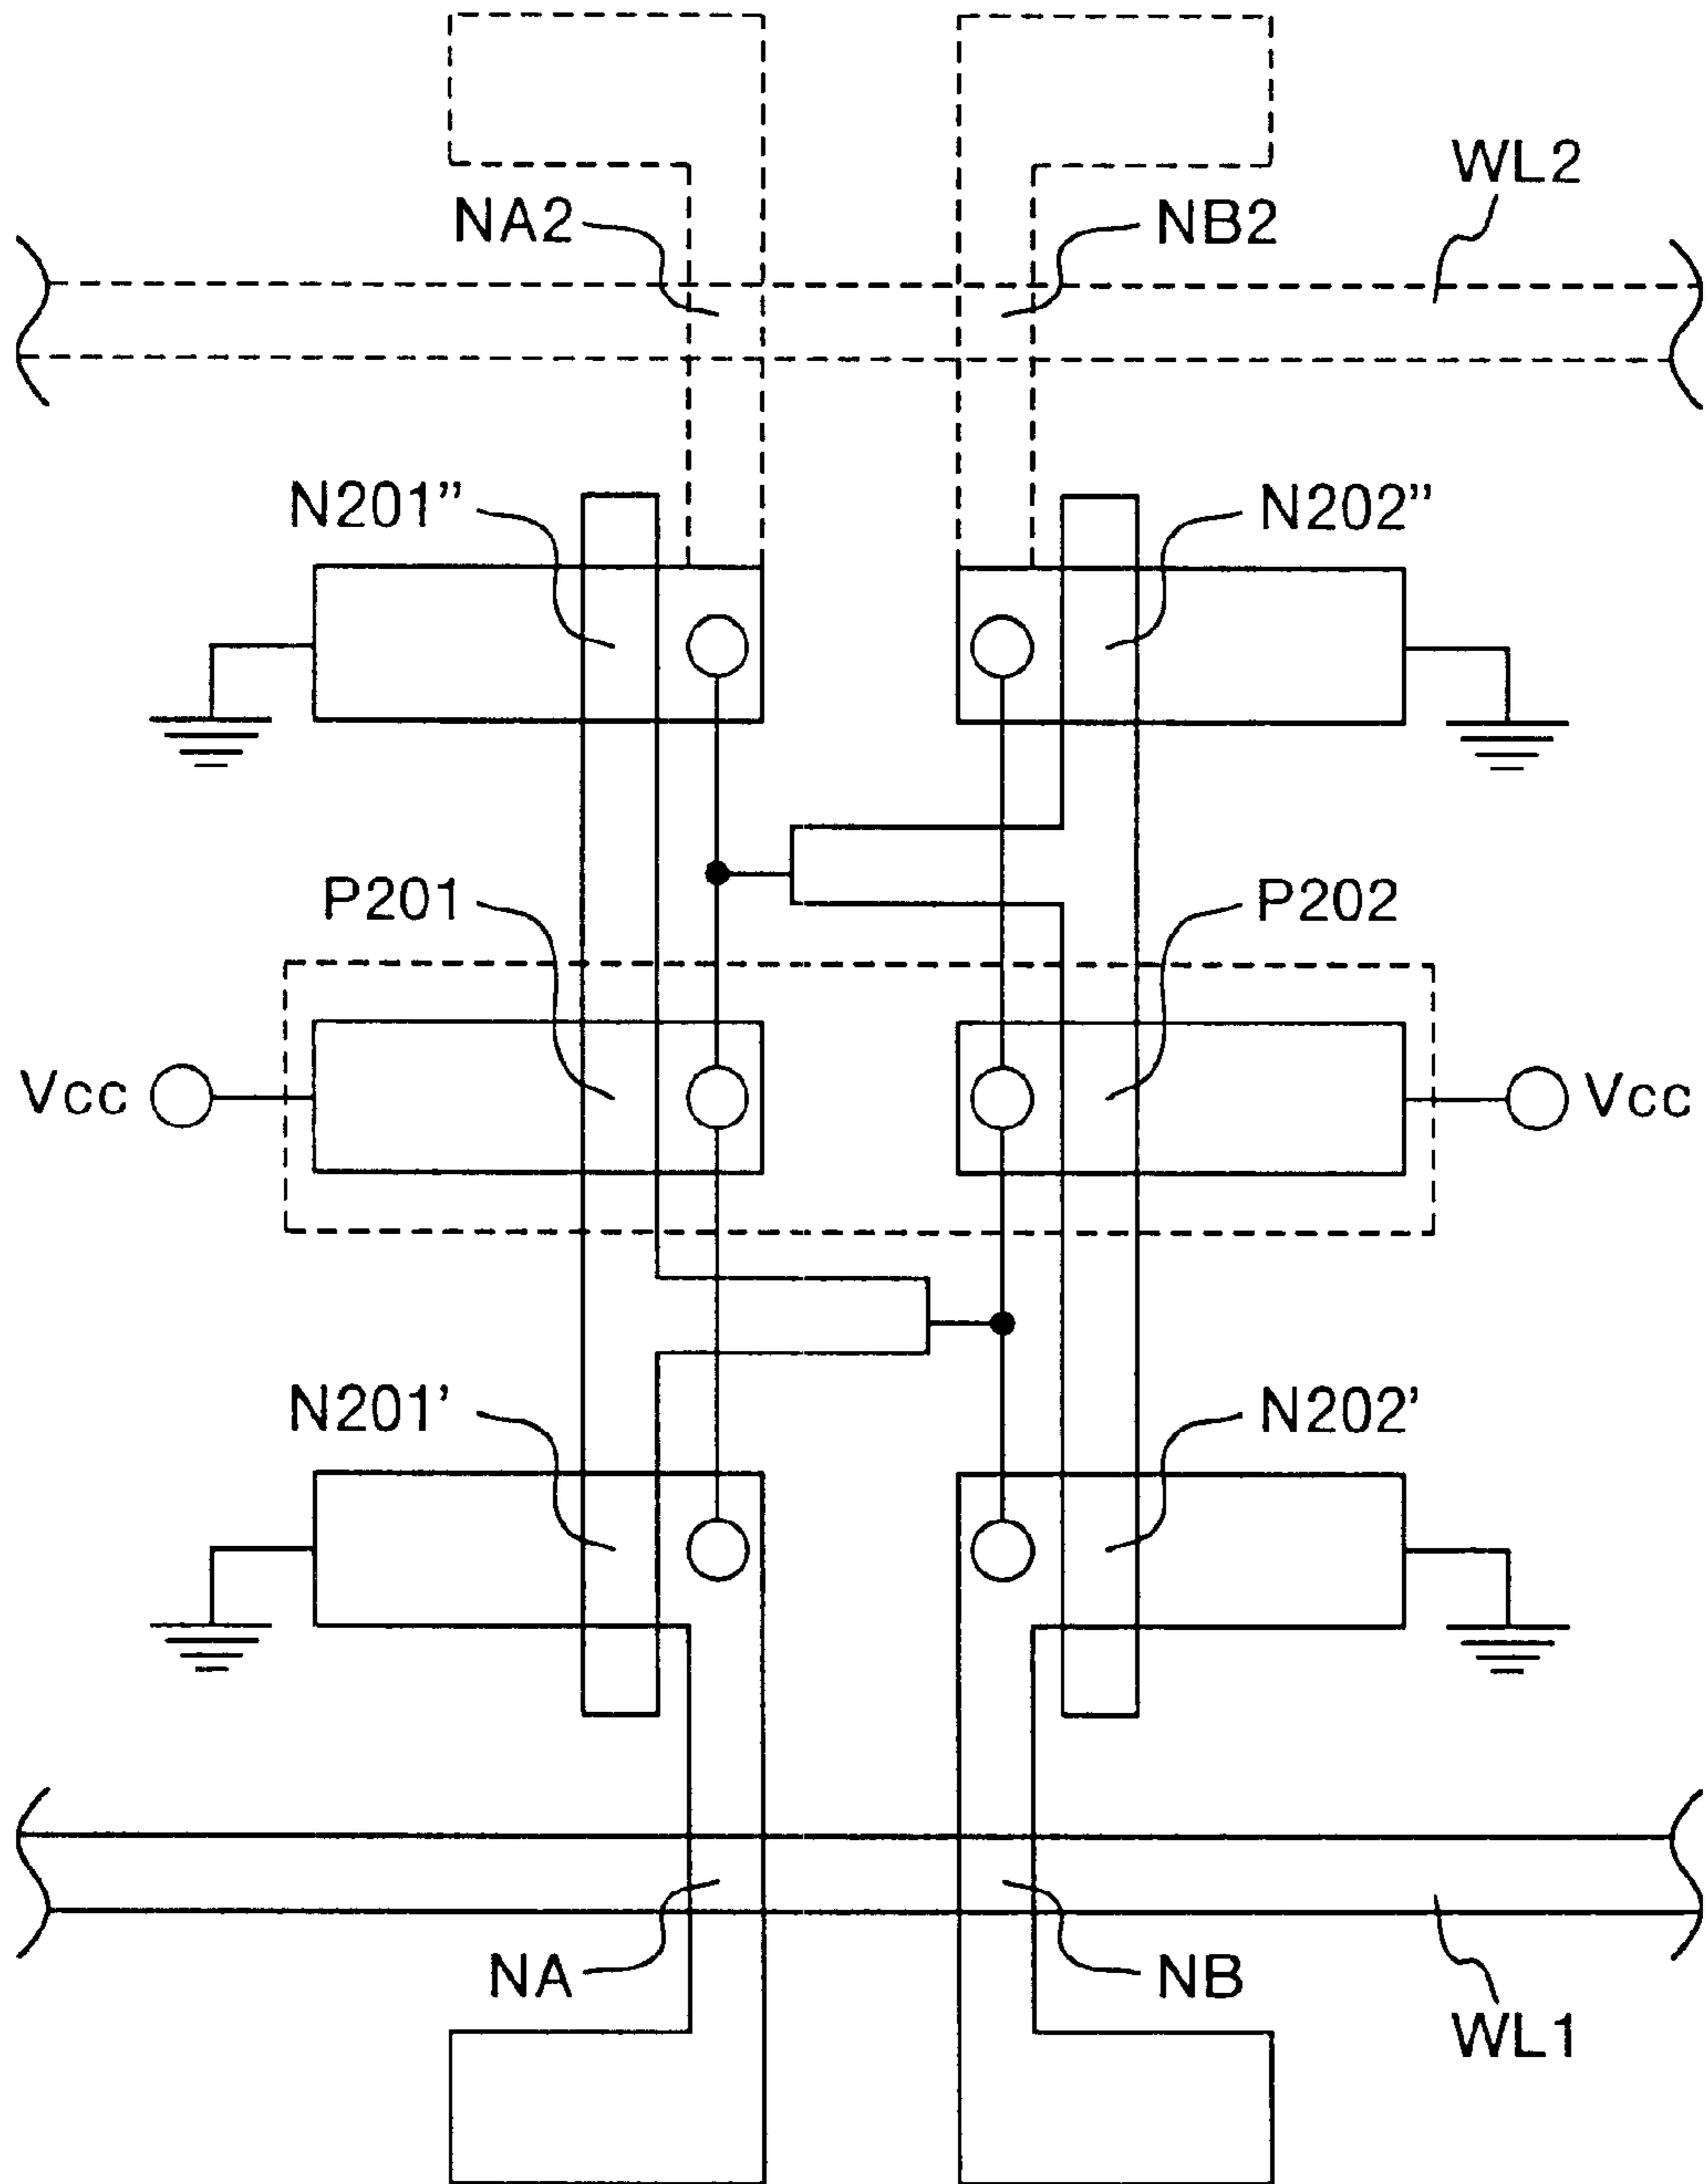 WL2
NA2
NB2
N201”
N202”
P201
P202
Vcc
Vcc
N201’
N202'
NA
NB
WL1